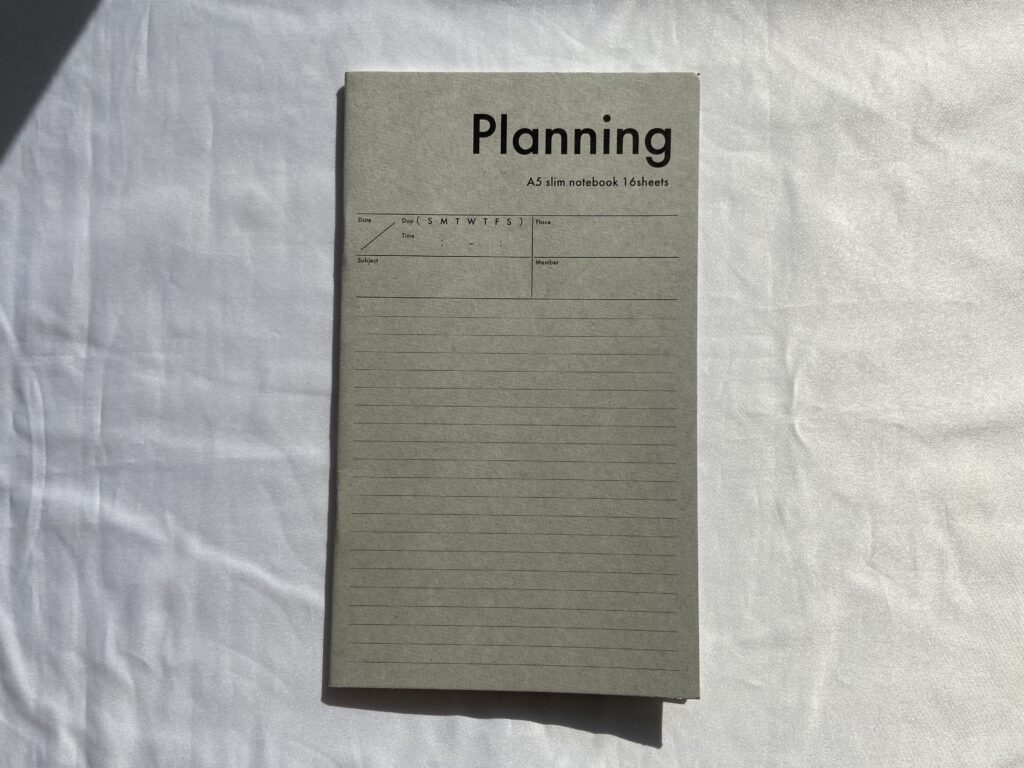 Planning
A5 slim notebook 16sheets
Date
Day ( S M T W T F S )
Place
Time : - :
Subject
Member